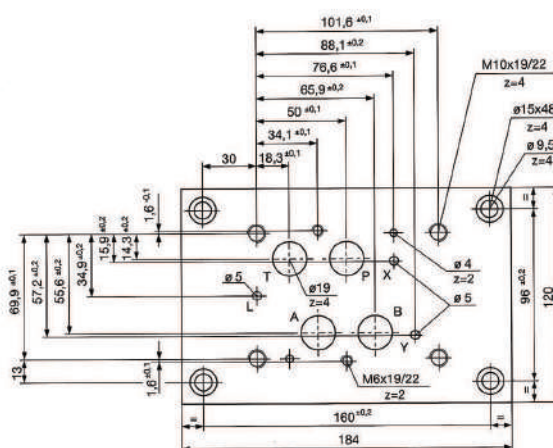 101,6 ±0,1
88,1 ±0,2
76,6 ±0,1
65,9 ±0,2
50 ±0,1
34,1 ±0,1
30
18,3 ±0,1
M10x19/22
z=4
ø15x48
z=4
ø 9,5
z=4
1,6 -0,1
15,9 ±0,2
14,3 ±0,2
34,9 ±0,2
55,6 ±0,2
57,2 ±0,2
69,9 ±0,1
13
1,6 ±0,1
T
P
X
ø 4
z=2
ø 5
L
ø19
z=4
ø 5
A
B
Y
M6x19/22
z=2
=
=
96 ±0,2
120
=
=
160 ±0,2
184